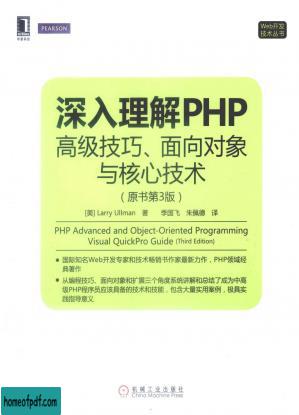 PEARSON
Web开发
技术丛书
深入理解PHP
高级技巧、面向对象
与核心技术
（原书第3版）
[美] Larry Ullman 著 李国飞 朱佩德 译
PHP Advanced and Object-Oriented Programming
Visual QuickPro Guide (Third Edition)
国际知名Web开发专家和技术畅销书作家最新力作，PHP领域经
典著作
从编程技巧、面向对象和扩展三个角度系统讲解和总结了成为中高
级PHP程序员应该具备的技术和技能，包含大量实用案例，极具实
践指导意义
机械工业出版社
China Machine Press
homeofpdf.com
homeofpdf.com